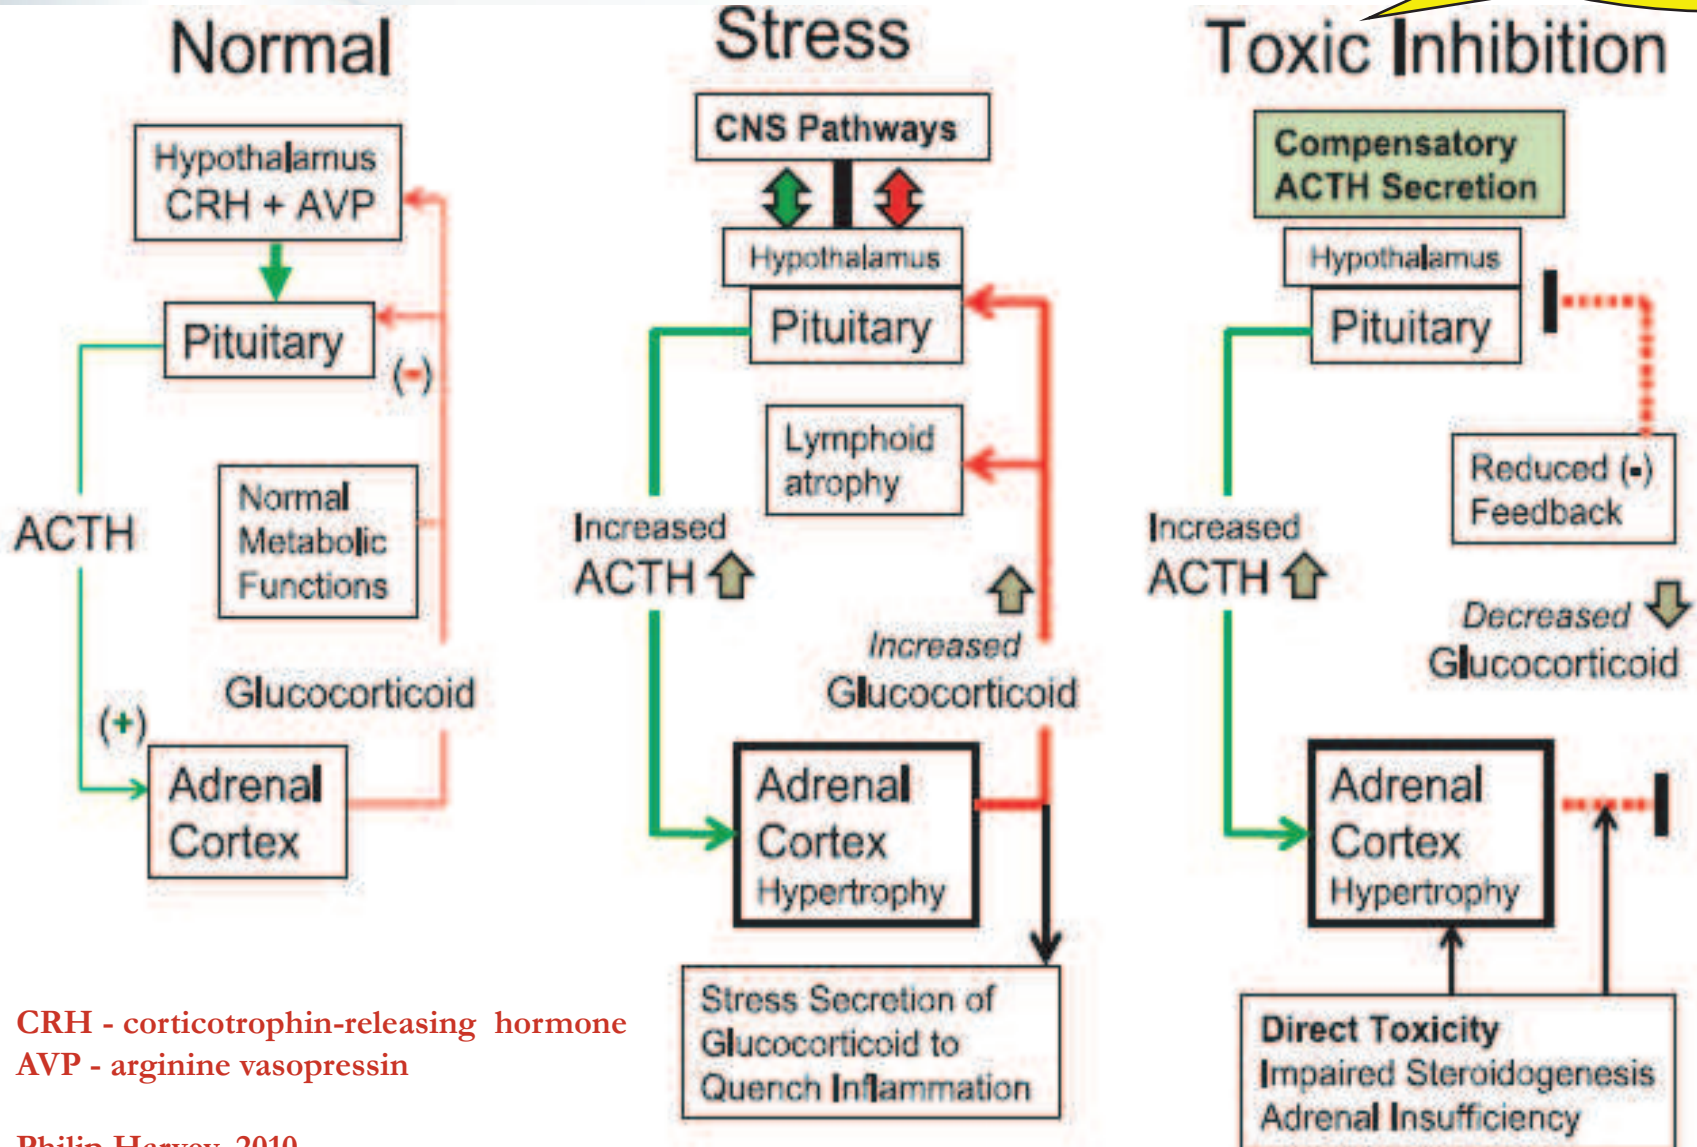 Normal
Hypothalamus
CRH + AVP
Pituitary
(-)
ACTH
Normal
Metabolic
Functions
Glucocorticoid
(+)
Adrenal
Cortex
Stress
CNS Pathways
Hypothalamus
Pituitary
Lymphoid
atrophy
Increased
ACTH
Increased
Glucocorticoid
Adrenal
Cortex
Hypertrophy
Stress Secretion of
Glucocorticoid to
Quench Inflammation
Toxic Inhibition
Compensatory
ACTH Secretion
Hypothalamus
Pituitary
Reduced (-)
Feedback
Increased
ACTH
Decreased
Glucocorticoid
Adrenal
Cortex
Hypertrophy
Direct Toxicity
Impaired Steroidogenesis
Adrenal Insufficiency
CRH - corticotrophin-releasing hormone
AVP - arginine vasopressin
Philip Harvey, 2010